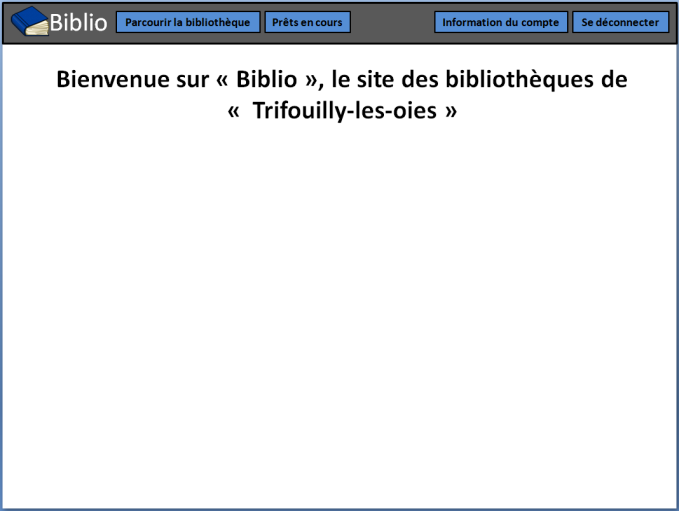 Biblio
Parcourir la bibliothèque
Prêts en cours
Information du compte
Se déconnecter
Bienvenue sur « Biblio », le site des bibliothèques de
«  Trifouilly-les-oies »